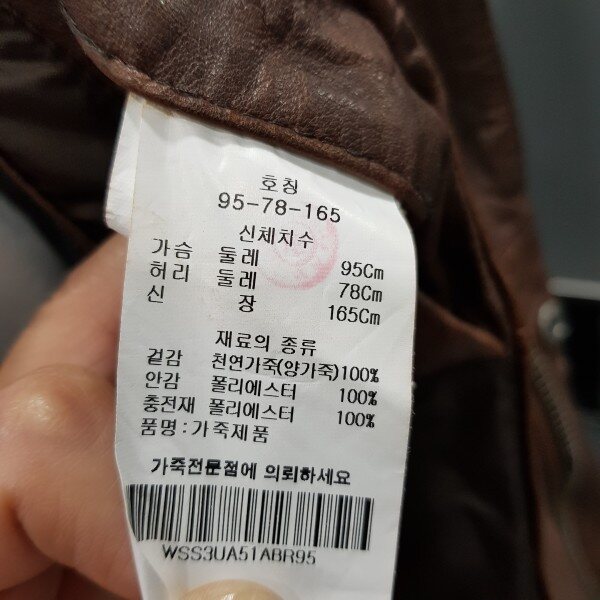 호칭
95-78-165
신체치수
가슴 둘레 95Cm
허리 둘레 78Cm
신 장 165Cm
재료의 종류
겉감 천연가죽(양가죽)100%
안감 폴리에스터 100%
충전재 폴리에스터 100%
품명:가죽제품
가죽전문점에 의뢰하세요
WSS3UA51ABR95